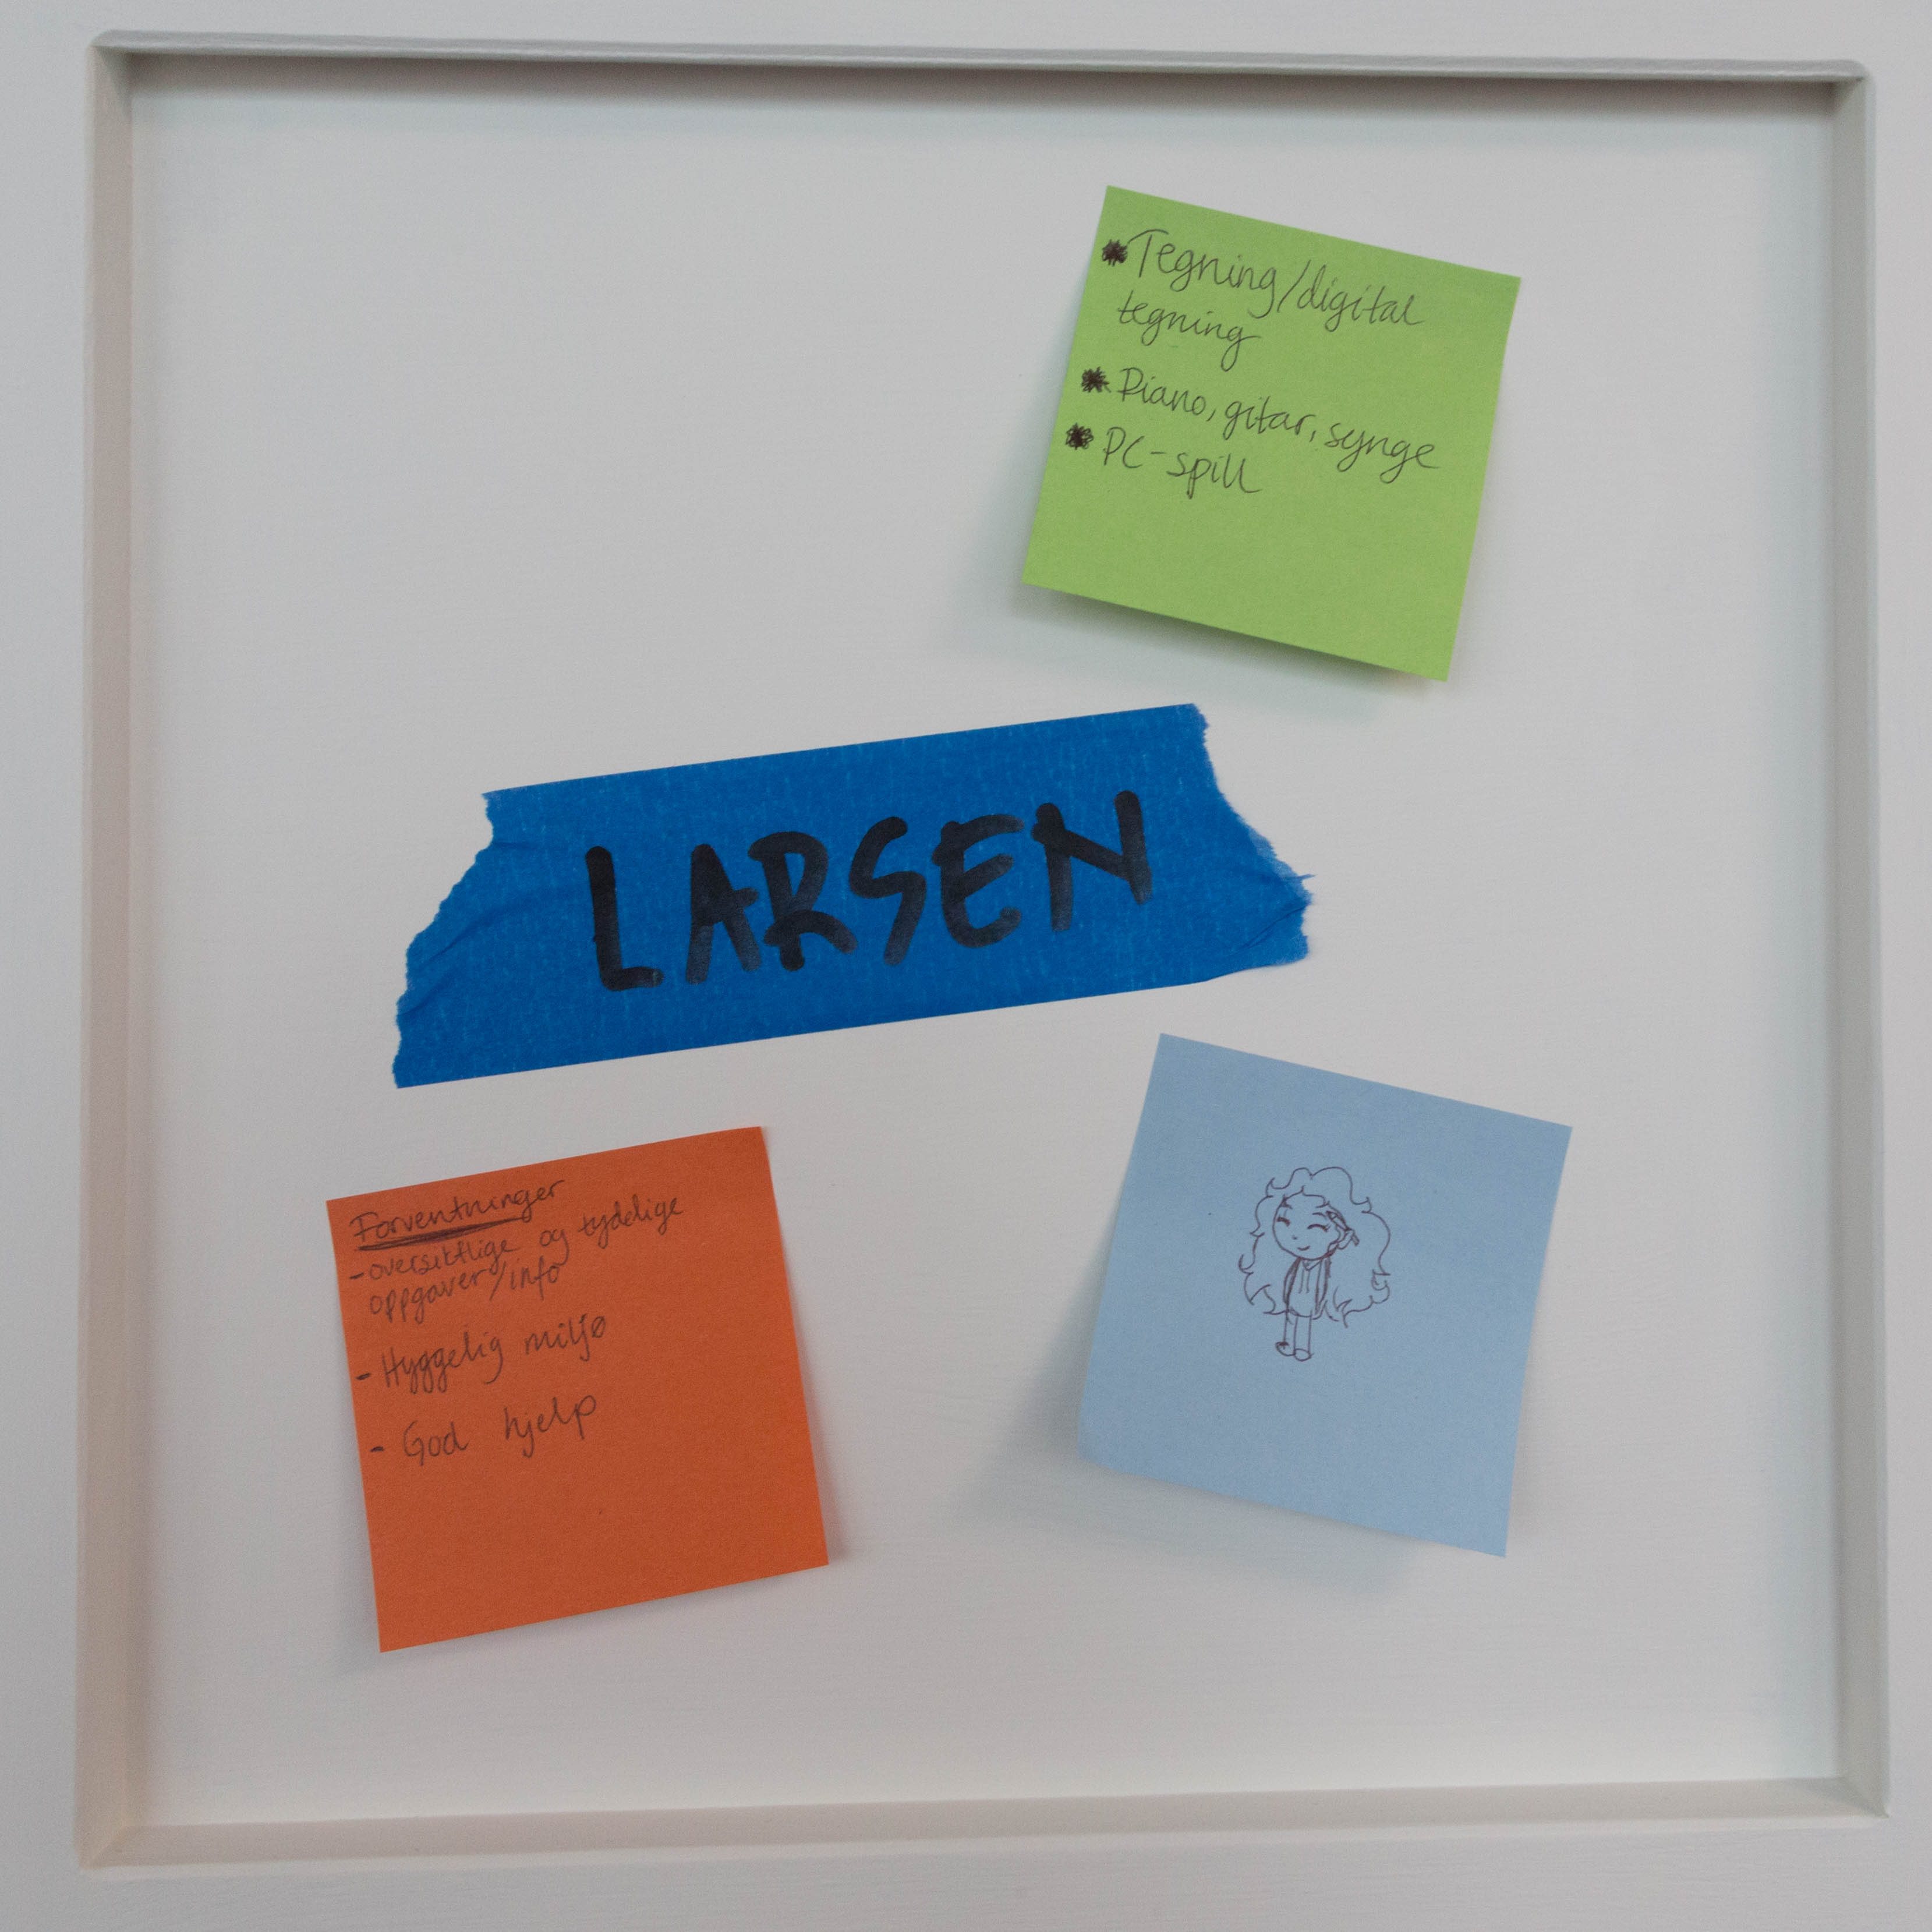 * Tegning/digital
tegning
* Piano, gitar, synge
* PC-spill
LARSEN
Forventninger
- oversiktlige og tydelige
oppgaver/info
- Hyggelig miljø
- God hjelp